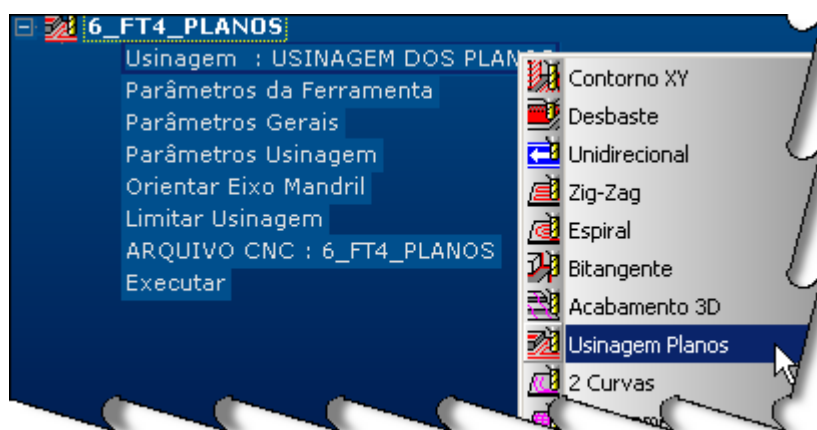 6_FT4_PLANOS
Usinagem : USINAGEM DOS
Parâmetros da Ferramenta
Parâmetros Gerais
Parâmetros Usinagem
Orientar Eixo Mandril
Limitar Usinagem
ARQUIVO CNC : 6_FT4_PLANOS
Executar
Contorno XY
Desbaste
Unidirecional
Zig-Zag
Espiral
Bitangente
Acabamento 3D
Usinagem Planos
2 Curvas